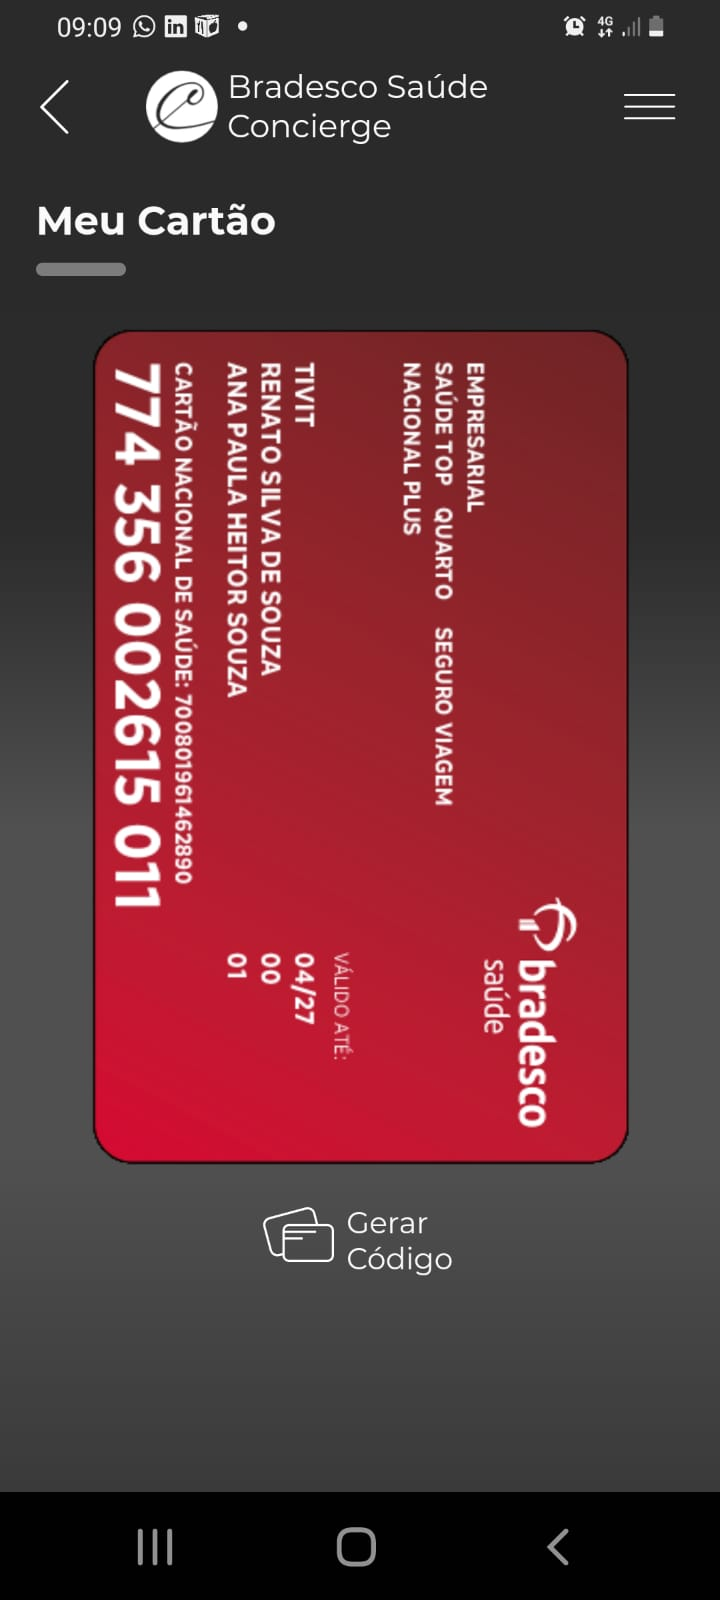 09:09
4G
Bradesco Saúde
Concierge
Meu Cartão
bradesco
saúde
EMPRESARIAL
SAÚDE TOP QUARTO SEGURO VIAGEM
NACIONAL PLUS
VÁLIDO ATÉ:
TIVIT 04/27
RENATO SILVA DE SOUZA 00
ANA PAULA HEITOR SOUZA 01
CARTÃO NACIONAL DE SAÚDE: 700801961462890
774 356 002615 011
Gerar
Código